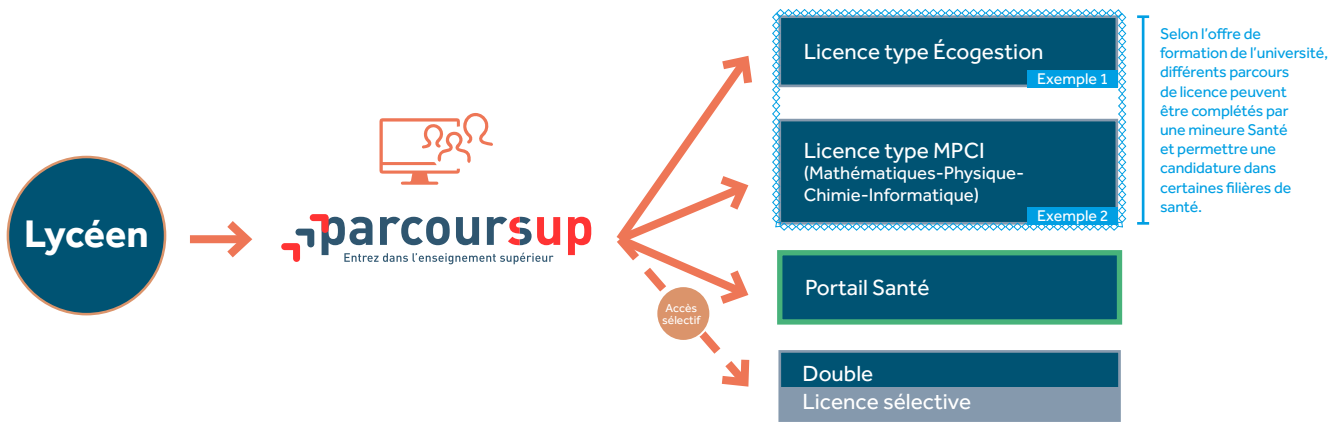 Lycéen
parcoursup
Entrez dans l'enseignement supérieur
Accès
sélectif
Licence type Écogestion
Exemple 1
Licence type MPCI
(Mathématiques-Physique-
Chimie-Informatique)
Exemple 2
Portail Santé
Double
Licence sélective
Selon l'offre de
formation de l'université,
différents parcours
de licence peuvent
être complétés par
une mineure Santé
et permettre une
candidature dans
certaines filières de
santé.